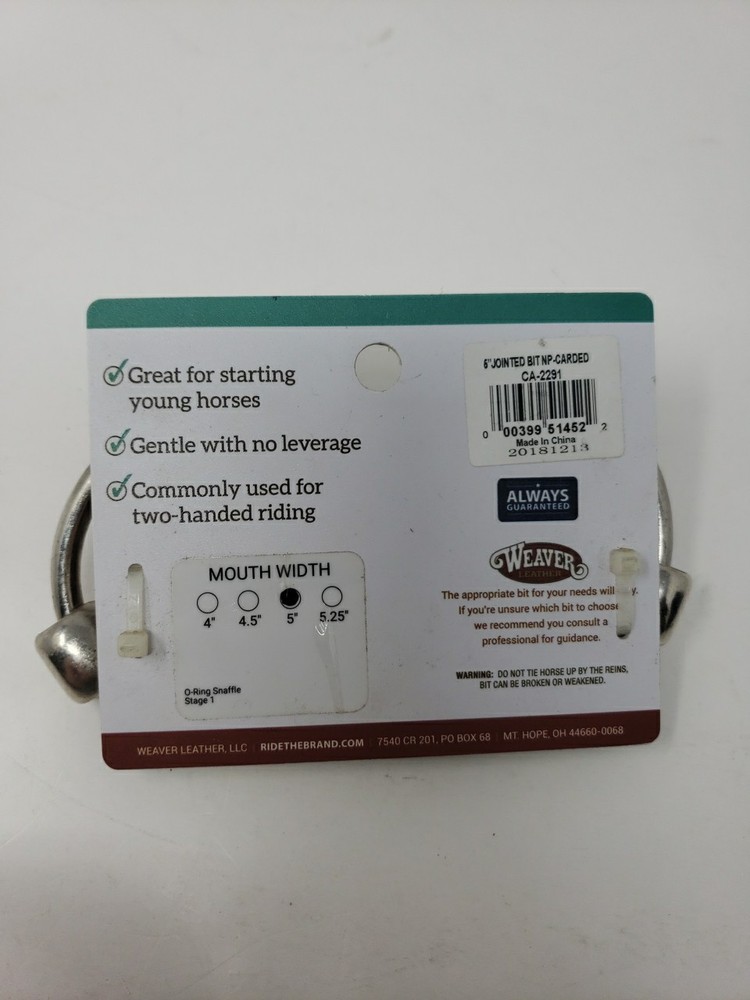 Great for starting
young horses
Gentle with no leverage
Commonly used for
two-handed riding
MOUTH WIDTH
4" 4.5" 5" 5.25"
O-Ring Snaffle
Stage 1
5" JOINTED BIT NP-CARDED
CA-2291
0 00399 51452 2
Made in China
20181213
ALWAYS
GUARANTEED
WEAVER
LEATHER
The appropriate bit for your needs will
If you're unsure which bit to choose
we recommend you consult a
professional for guidance.
WARNING: DO NOT TIE HORSE UP BY THE REINS,
BIT CAN BE BROKEN OR WEAKENED.
WEAVER LEATHER, LLC | RIDETHEBRAND.COM | 7540 CR 201, PO BOX 68 | MT. HOPE, OH 44660-0068